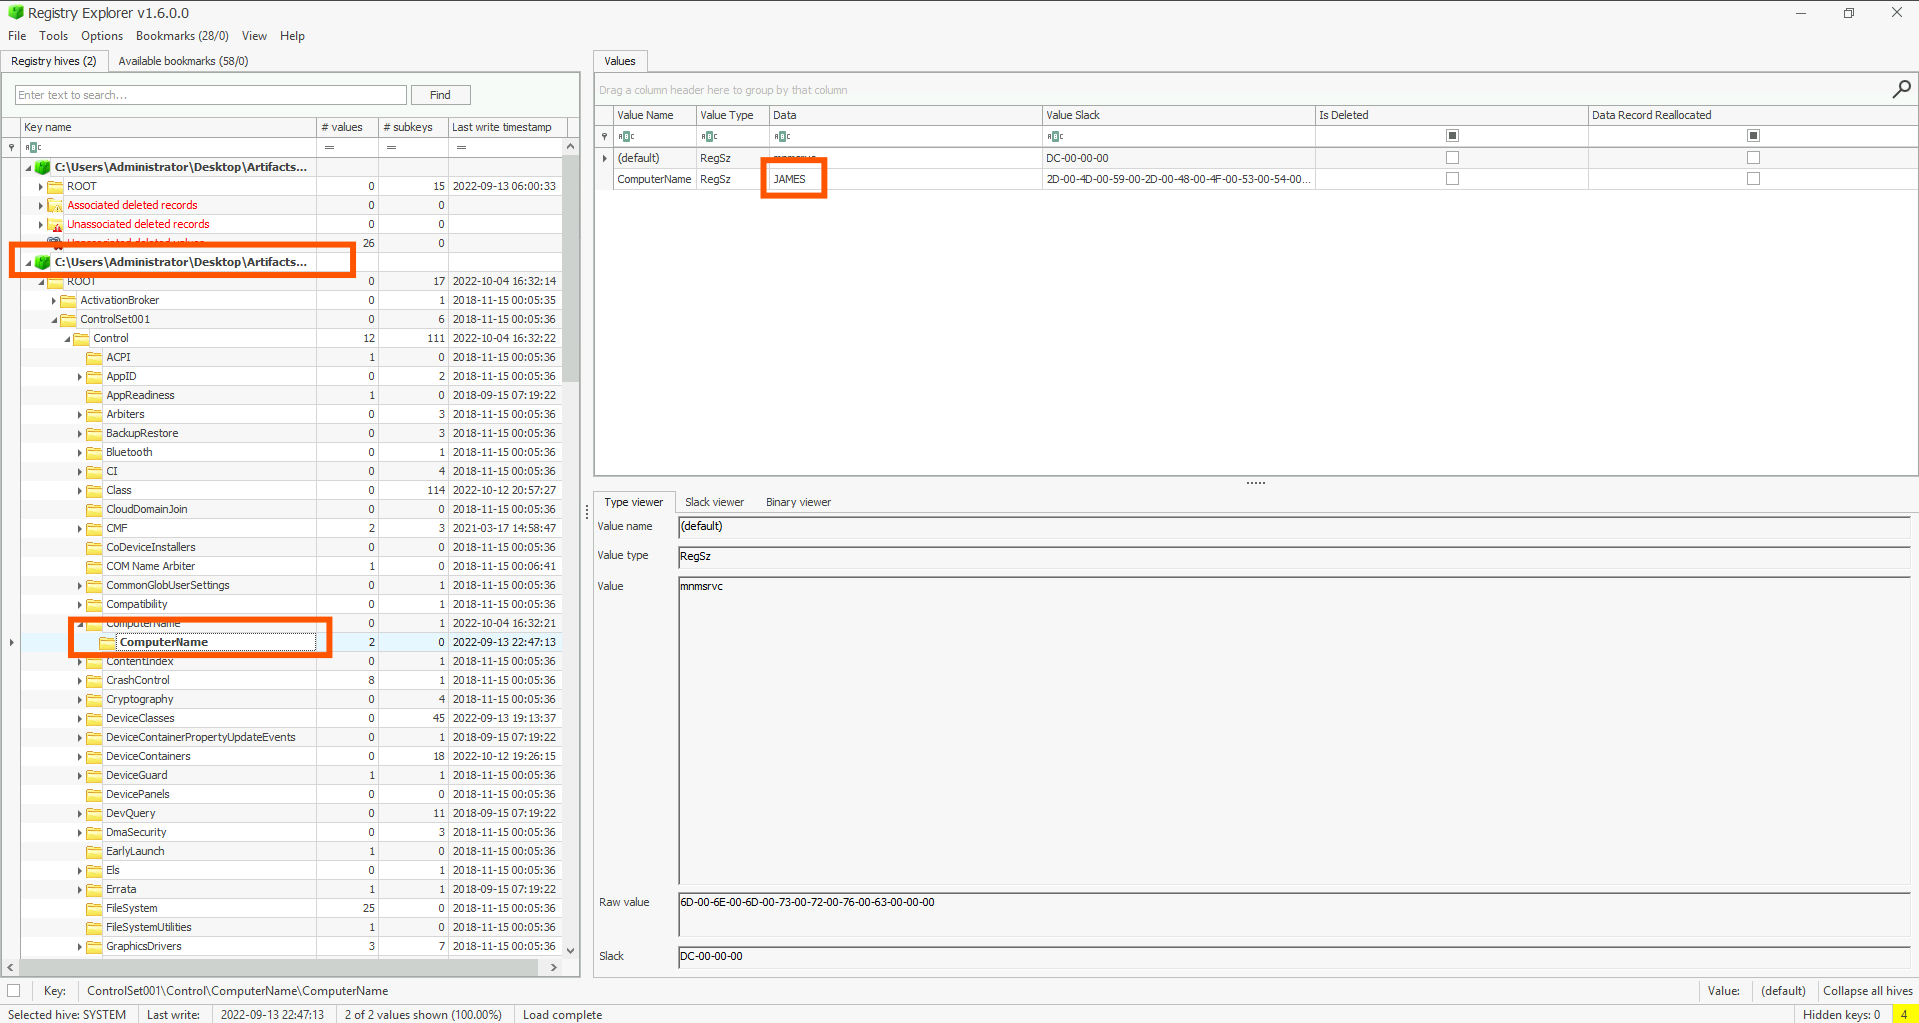 Registry Explorer v1.6.0.0
File Tools Options Bookmarks (28/0) View Help
Registry hives (2) Available bookmarks (58/0)
Enter text to search... Find
Key name # values # subkeys Last write timestamp
= = =
C:\Users\Administrator\Desktop\Artifacts...
ROOT 0 15 2022-09-13 06:00:33
Associated deleted records 0 0
Unassociated deleted records 0 0
Unassociated deleted values 26 0
C:\Users\Administrator\Desktop\Artifacts...
ROOT 0 17 2022-10-04 16:32:14
ActivationBroker 0 1 2018-11-15 00:05:35
ControlSet001 0 6 2018-11-15 00:05:36
Control 12 111 2022-10-04 16:32:22
ACPI 1 0 2018-11-15 00:05:36
AppID 0 2 2018-11-15 00:05:36
AppReadiness 1 0 2018-09-15 07:19:22
Arbiters 0 3 2018-11-15 00:05:36
BackupRestore 0 3 2018-11-15 00:05:36
Bluetooth 0 1 2018-11-15 00:05:36
CI 0 4 2018-11-15 00:05:36
Class 0 114 2022-10-12 20:57:27
CloudDomainJoin 0 0 2018-11-15 00:05:36
CMF 2 3 2021-03-17 14:58:47
CoDeviceInstallers 0 0 2018-11-15 00:05:36
COM Name Arbiter 1 0 2018-11-15 00:06:41
CommonGlobUserSettings 0 1 2018-11-15 00:05:36
Compatibility 0 1 2018-11-15 00:05:36
ComputerName 0 1 2022-10-04 16:32:21
ComputerName 2 0 2022-09-13 22:47:13
ContentIndex 0 1 2018-11-15 00:05:36
CrashControl 8 1 2018-11-15 00:05:36
Cryptography 0 4 2018-11-15 00:05:36
DeviceClasses 0 45 2022-09-13 19:13:37
DeviceContainerPropertyUpdateEvents 0 1 2018-09-15 07:19:22
DeviceContainers 0 18 2022-10-12 19:26:15
DeviceGuard 1 1 2018-11-15 00:05:36
DevicePanels 0 0 2018-11-15 00:05:36
DevQuery 0 11 2018-09-15 07:19:22
DmaSecurity 0 3 2018-11-15 00:05:36
EarlyLaunch 1 0 2018-11-15 00:05:36
Els 0 1 2018-11-15 00:05:36
Errata 1 1 2018-09-15 07:19:22
FileSystem 25 0 2018-11-15 00:05:36
FileSystemUtilities 1 0 2018-11-15 00:05:36
GraphicsDrivers 3 7 2018-11-15 00:05:36
Values
Drag a column header here to group by that column
Value Name Value Type Data Value Slack Is Deleted Data Record Reallocated
(default) RegSz mnmsrvc DC-00-00-00
ComputerName RegSz JAMES 2D-00-4D-00-59-00-2D-00-48-00-4F-00-53-00-54-00...
Type viewer Slack viewer Binary viewer
Value name (default)
Value type RegSz
Value mnmsrvc
Raw value 6D-00-6E-00-6D-00-73-00-72-00-76-00-63-00-00-00
Slack DC-00-00-00
Key: ControlSet001\Control\ComputerName\ComputerName Value: (default) Collapse all hives
Selected hive: SYSTEM Last write: 2022-09-13 22:47:13 2 of 2 values shown (100.00%) Load complete Hidden keys: 0 4